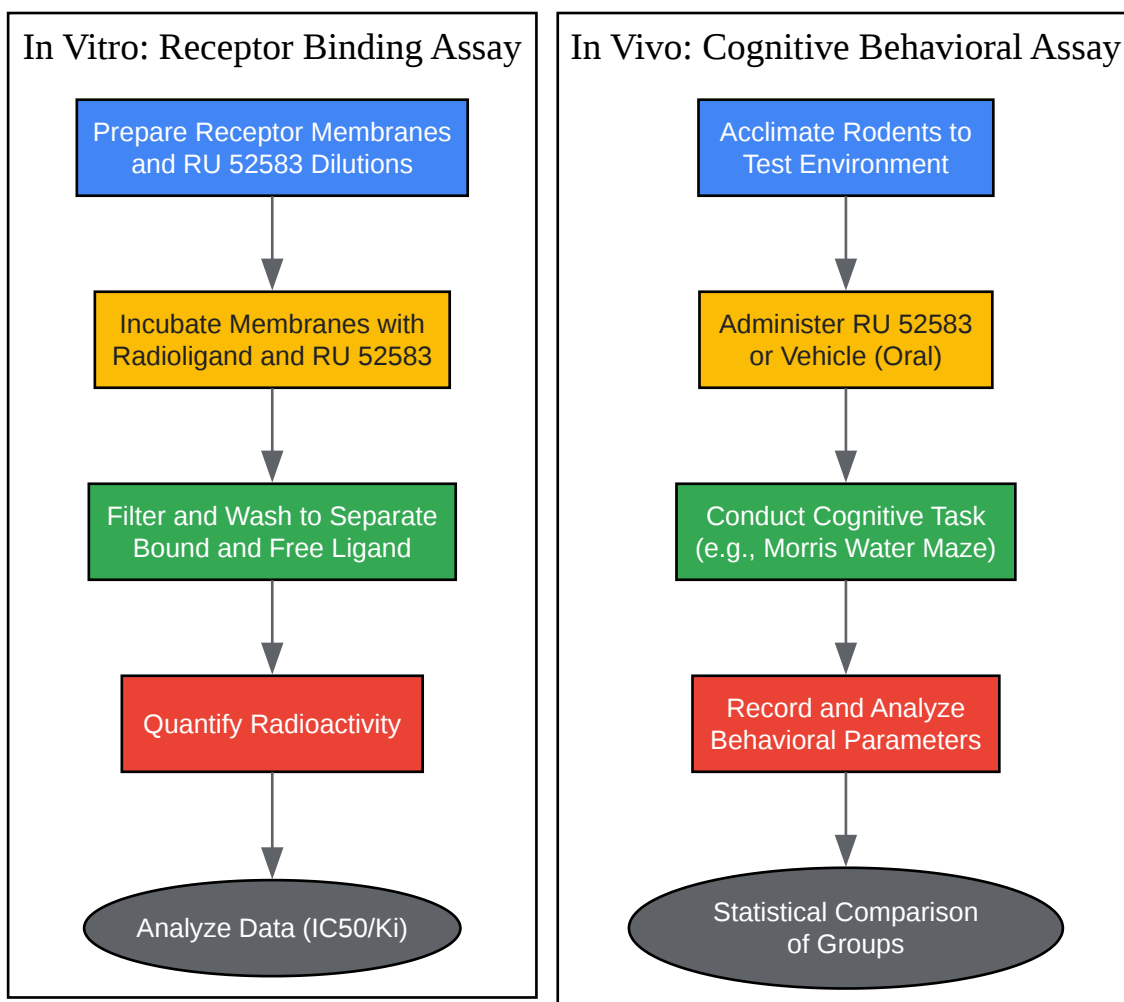 In Vitro: Receptor Binding Assay
Prepare Receptor Membranes
and RU 52583 Dilutions
Incubate Membranes with
Radioligand and RU 52583
Filter and Wash to Separate
Bound and Free Ligand
Quantify Radioactivity
Analyze Data (IC50/Ki)
In Vivo: Cognitive Behavioral Assay
Acclimate Rodents to
Test Environment
Administer RU 52583
or Vehicle (Oral)
Conduct Cognitive Task
(e.g., Morris Water Maze)
Record and Analyze
Behavioral Parameters
Statistical Comparison
of Groups